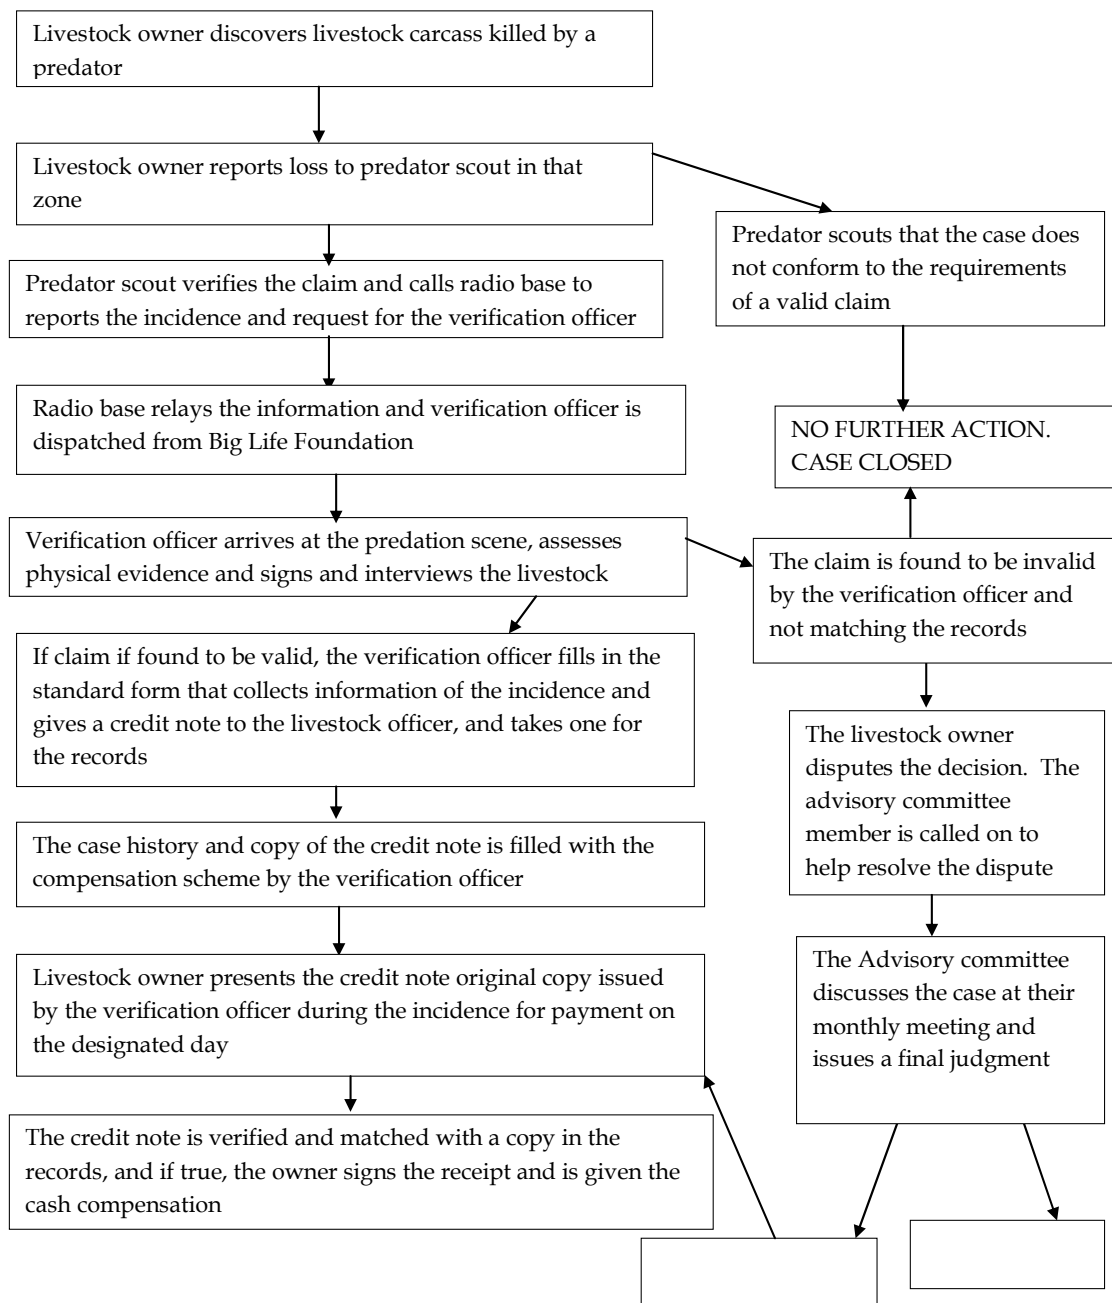 Livestock owner discovers livestock carcass killed by a
predator
Livestock owner reports loss to predator scout in that
zone
Predator scouts that the case does
not conform to the requirements
of a valid claim
Predator scout verifies the claim and calls radio base to
reports the incidence and request for the verification officer
Radio base relays the information and verification officer is
dispatched from Big Life Foundation
NO FURTHER ACTION.
CASE CLOSED
Verification officer arrives at the predation scene, assesses
physical evidence and signs and interviews the livestock
The claim is found to be invalid
by the verification officer and
not matching the records
If claim if found to be valid, the verification officer fills in the
standard form that collects information of the incidence and
gives a credit note to the livestock officer, and takes one for
the records
The livestock owner
disputes the decision.  The
advisory committee
member is called on to
help resolve the dispute
The case history and copy of the credit note is filled with the
compensation scheme by the verification officer
Livestock owner presents the credit note original copy issued
by the verification officer during the incidence for payment on
the designated day
The Advisory committee
discusses the case at their
monthly meeting and
issues a final judgment
The credit note is verified and matched with a copy in the
records, and if true, the owner signs the receipt and is given the
cash compensation